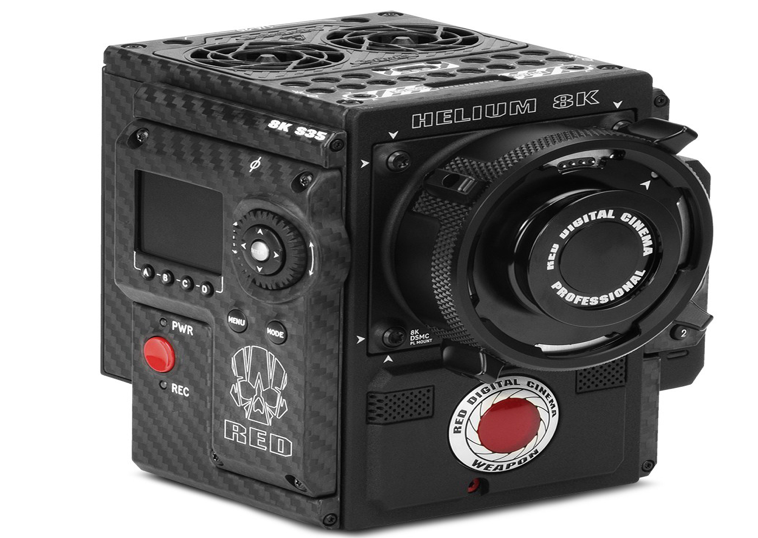 HELIUM 8K
8K S35
RED DIGITAL CINEMA
PROFESSIONAL
A B C D
MENU
MODE
PWR
REC
8K
DSMC
PL MOUNT
2
RED
RED DIGITAL CINEMA
WEAPON